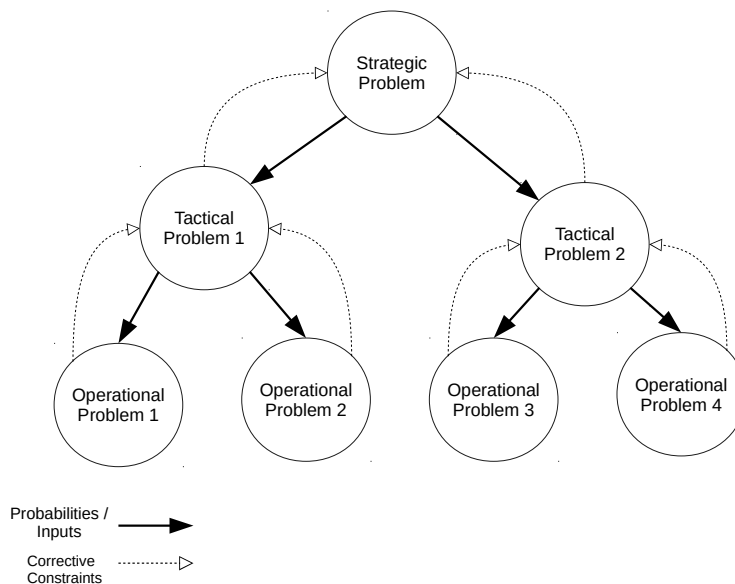 Strategic
Problem
Tactical
Problem 1
Tactical
Problem 2
Operational
Problem 1
Operational
Problem 2
Operational
Problem 3
Operational
Problem 4
Probabilities /
Inputs
Corrective
Constraints